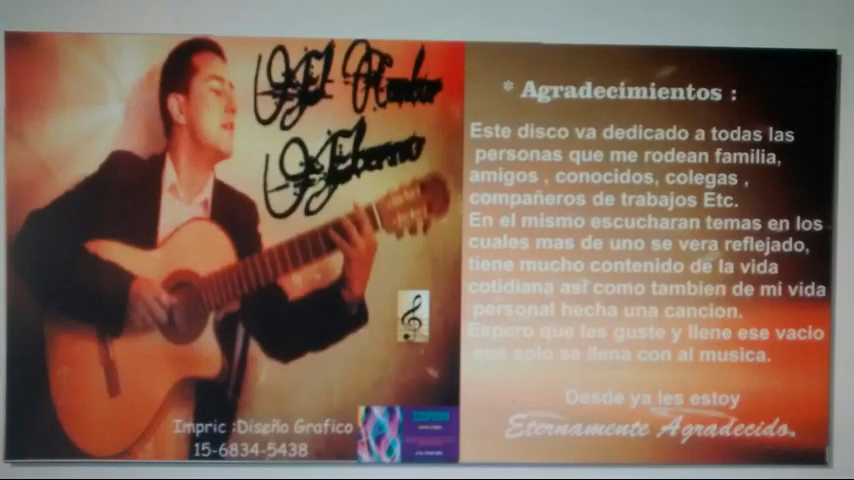 El Hombre
* Agradecimientos :
Este disco va dedicado a todas las
personas que me rodean familia,
amigos , conocidos, colegas ,
compañeros de trabajos Etc.
En el mismo escucharan temas en los
cuales mas de uno se vera reflejado,
tiene mucho contenido de la vida
cotidiana así como tambien de mi vida
personal hecha una cancion.
Espero que les guste y llene ese vacio
que solo se llena con al musica.
Desde ya les estoy
Eternamente Agradecido.
Impric :Diseño Grafico
15-6834-5438